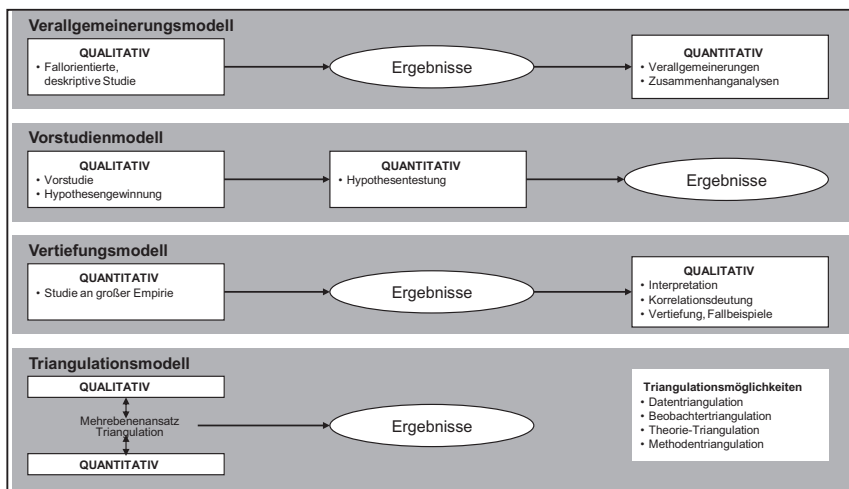 Verallgemeinerungsmodell
QUALITATIV
• Fallorientierte,
deskriptive Studie
Ergebnisse
QUANTITATIV
• Verallgemeinerungen
• Zusammenhanganalysen
Vorstudienmodell
QUALITATIV
• Vorstudie
• Hypothesengewinnung
QUANTITATIV
• Hypothesentestung
Ergebnisse
Vertiefungsmodell
QUANTITATIV
• Studie an großer Empirie
Ergebnisse
QUALITATIV
• Interpretation
• Korrelationsdeutung
• Vertiefung, Fallbeispiele
Triangulationsmodell
QUALITATIV
Mehrebenenansatz
Triangulation
QUANTITATIV
Ergebnisse
Triangulationsmöglichkeiten
• Datentriangulation
• Beobachtertriangulation
• Theorie-Triangulation
• Methodentriangulation